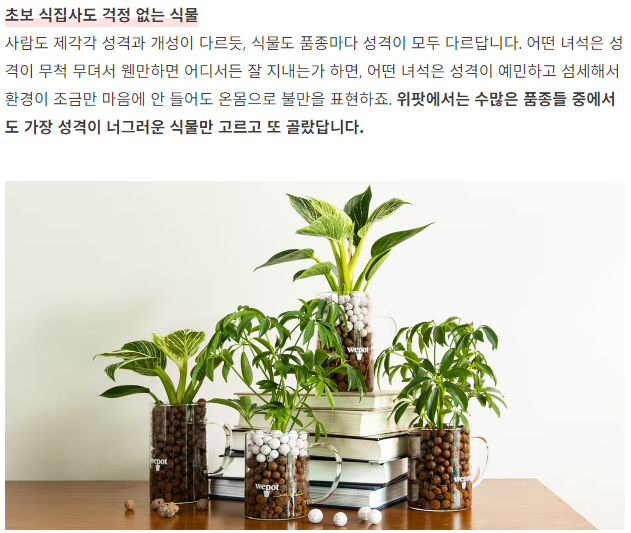 초보 식집사도 걱정 없는 식물
사람도 제각각 성격과 개성이 다르듯, 식물도 품종마다 성격이 모두 다르답니다. 어떤 녀석은 성
격이 무척 무뎌서 웬만하면 어디서든 잘 지내는가 하면, 어떤 녀석은 성격이 예민하고 섬세해서
환경이 조금만 마음에 안 들어도 온몸으로 불만을 표현하죠. 위팟에서는 수많은 품종들 중에서
도 가장 성격이 너그러운 식물만 고르고 또 골랐답니다.
wepot
wepot
wepot
wepot